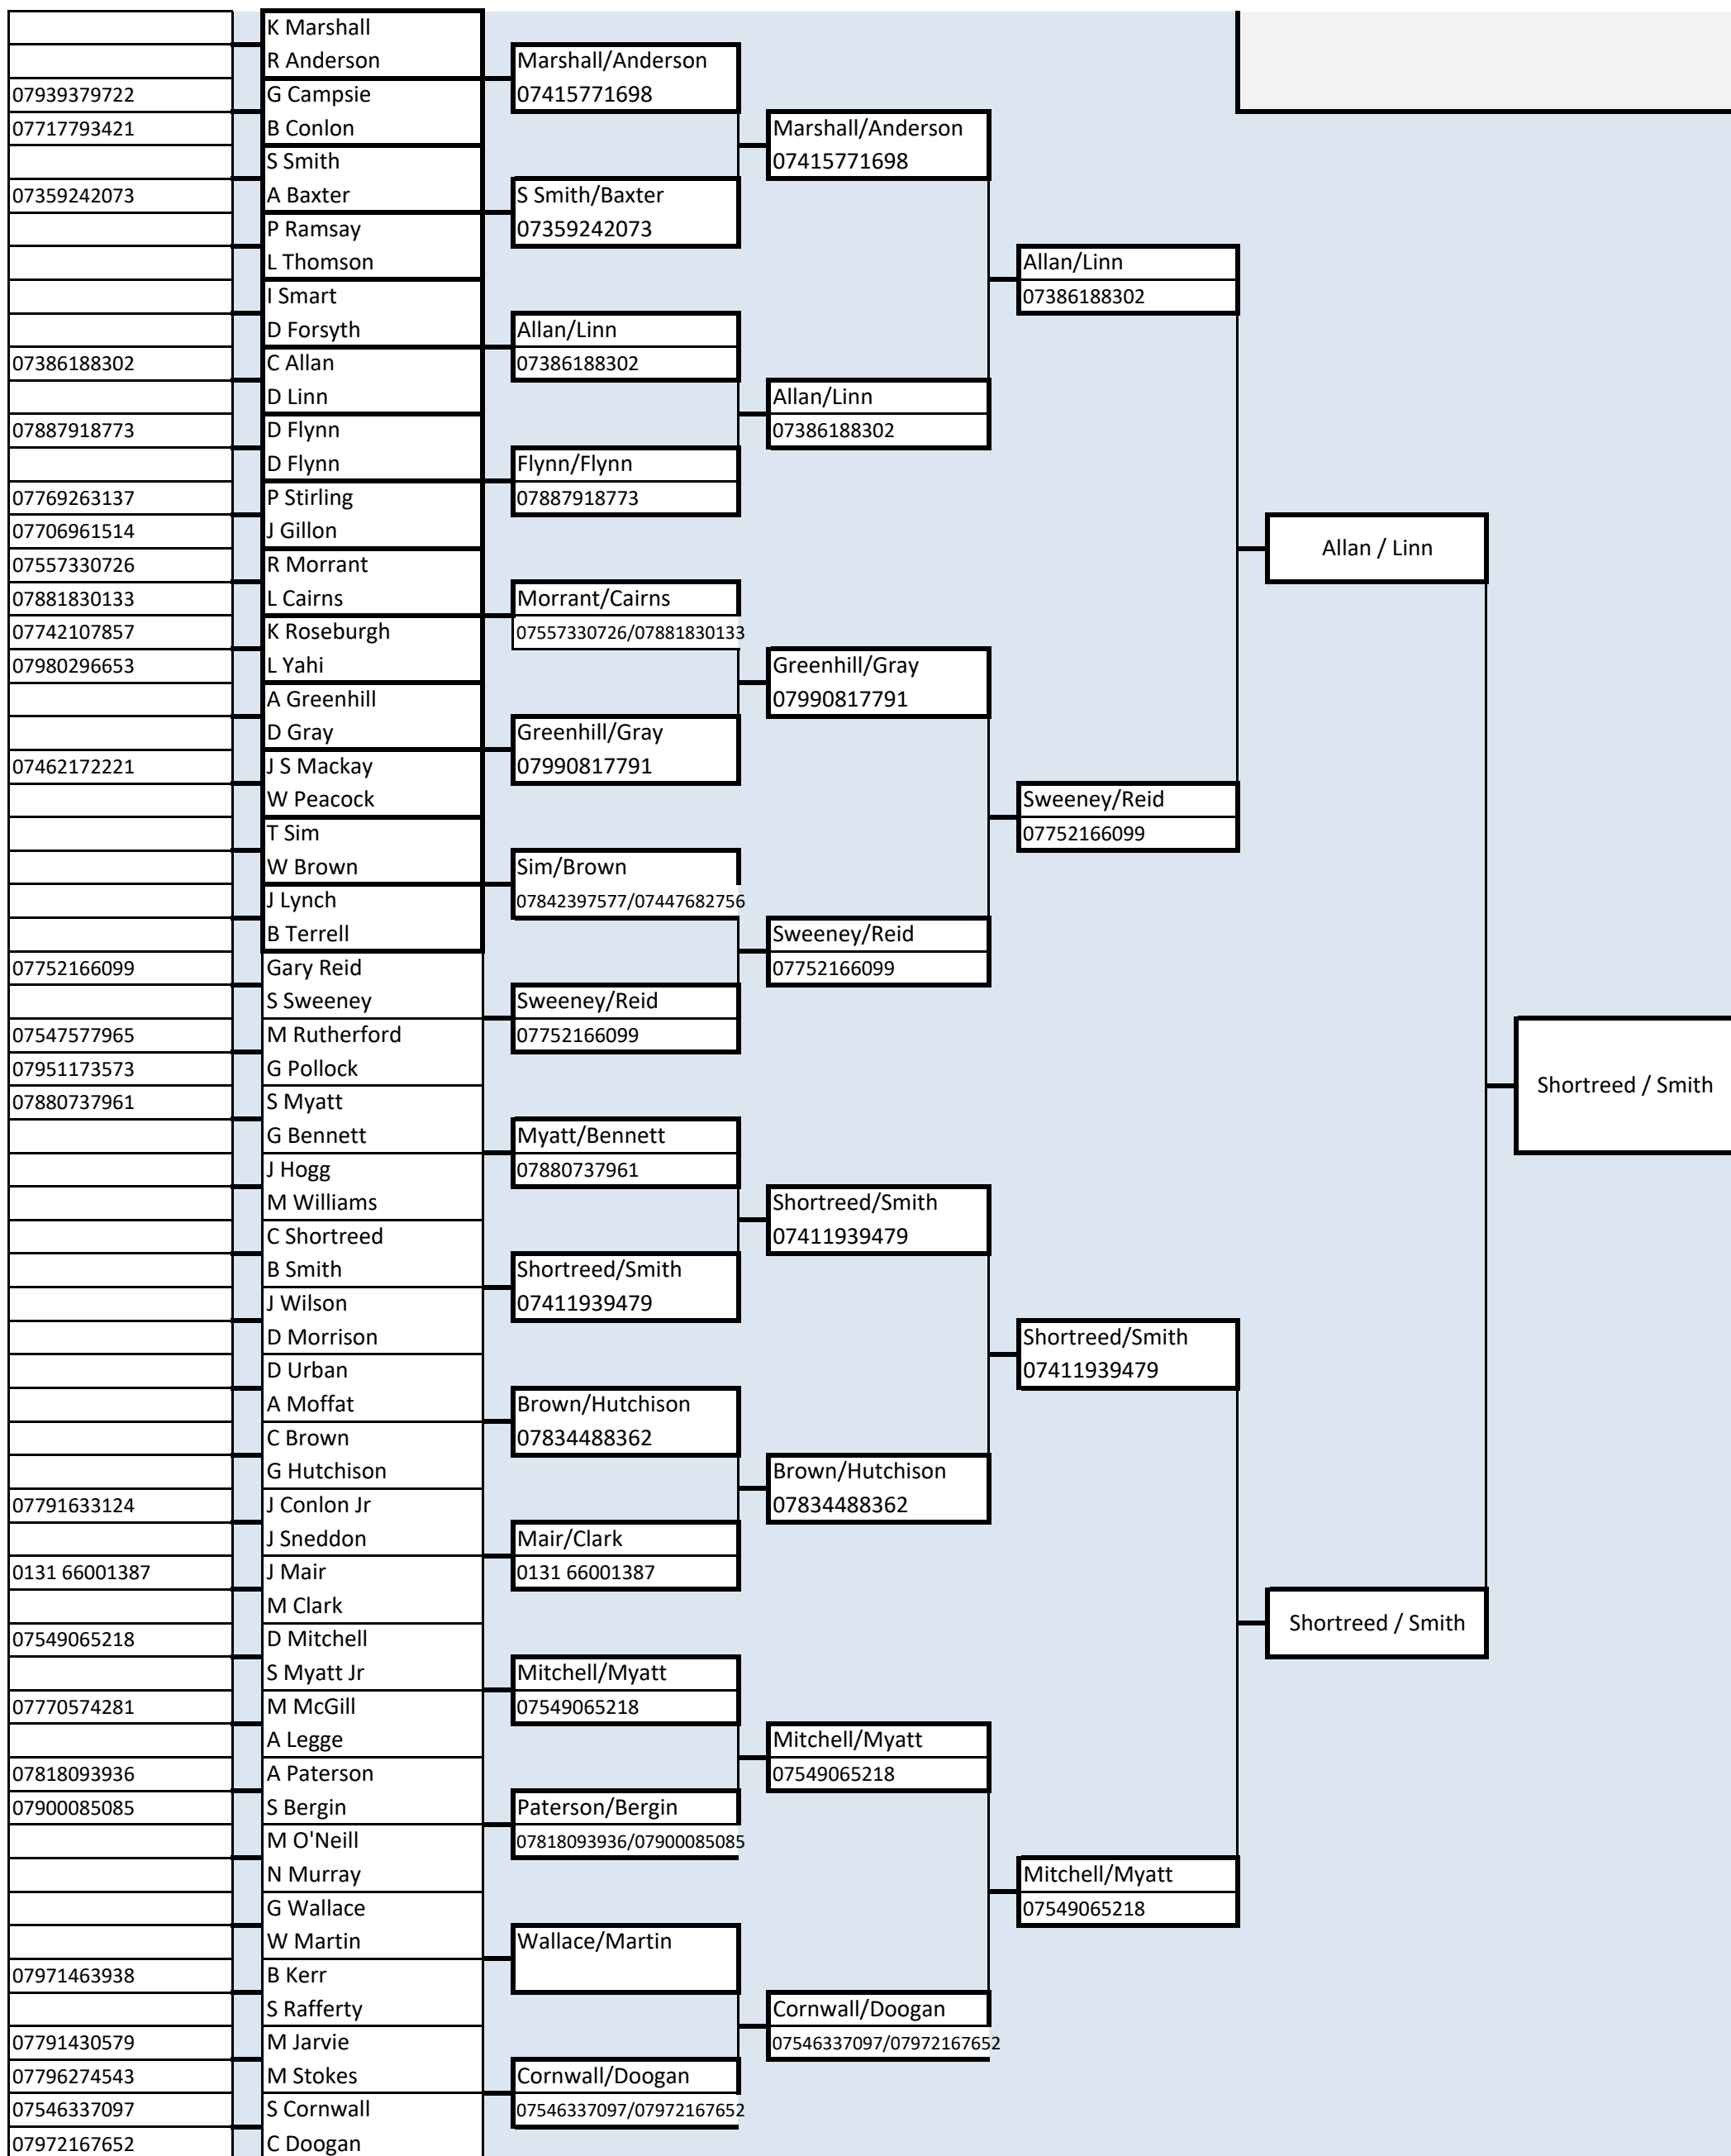 K Marshall
R Anderson
Marshall/Anderson
07939379722 G Campsie 07415771698
07717793421 B Conlon Marshall/Anderson
S Smith 07415771698
07359242073 A Baxter S Smith/Baxter
P Ramsay 07359242073
L Thomson Allan/Linn
I Smart 07386188302
D Forsyth Allan/Linn
07386188302 C Allan 07386188302
D Linn Allan/Linn
07887918773 D Flynn 07386188302
D Flynn Flynn/Flynn
07769263137 P Stirling 07887918773
07706961514 J Gillon
Allan / Linn
07557330726 R Morrant
07881830133 L Cairns Morrant/Cairns
07742107857 K Roseburgh 07557330726/07881830133
07980296653 L Yahi Greenhill/Gray
A Greenhill 07990817791
D Gray Greenhill/Gray
07462172221 J S Mackay 07990817791
W Peacock Sweeney/Reid
T Sim 07752166099
W Brown Sim/Brown
J Lynch 07842397577/07447682756
B Terrell Sweeney/Reid
07752166099 Gary Reid 07752166099
S Sweeney Sweeney/Reid
07547577965 M Rutherford 07752166099
07951173573 G Pollock
Shortreed / Smith
07880737961 S Myatt
G Bennett Myatt/Bennett
J Hogg 07880737961
M Williams Shortreed/Smith
C Shortreed 07411939479
B Smith Shortreed/Smith
J Wilson 07411939479
D Morrison Shortreed/Smith
D Urban 07411939479
A Moffat Brown/Hutchison
C Brown 07834488362
G Hutchison Brown/Hutchison
07791633124 J Conlon Jr 07834488362
J Sneddon Mair/Clark
0131 66001387 J Mair 0131 66001387
M Clark
Shortreed / Smith
07549065218 D Mitchell
S Myatt Jr Mitchell/Myatt
07770574281 M McGill 07549065218
A Legge Mitchell/Myatt
07818093936 A Paterson 07549065218
07900085085 S Bergin Paterson/Bergin
M O'Neill 07818093936/07900085085
N Murray Mitchell/Myatt
G Wallace 07549065218
W Martin Wallace/Martin
07971463938 B Kerr
S Rafferty Cornwall/Doogan
07791430579 M Jarvie 07546337097/07972167652
07796274543 M Stokes Cornwall/Doogan
07546337097 S Cornwall 07546337097/07972167652
07972167652 C Doogan